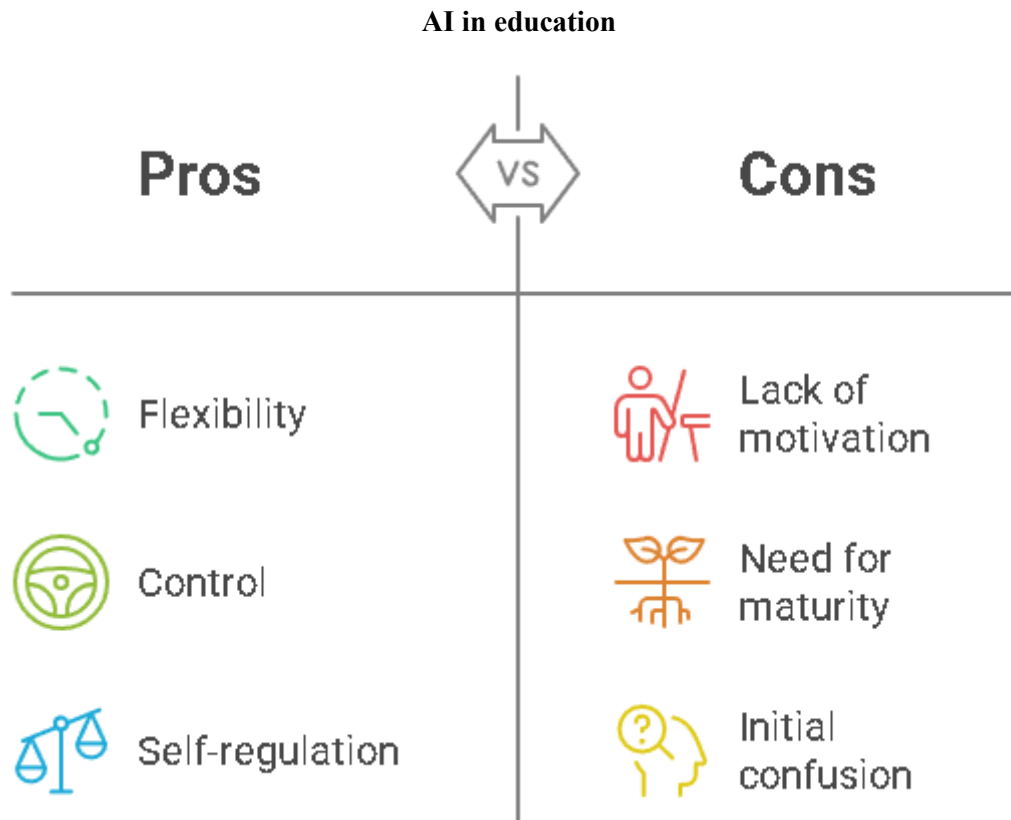 AI in education
Pros
VS
Cons
Flexibility
Lack of
motivation
Control
Need for
maturity
Self-regulation
Initial
confusion